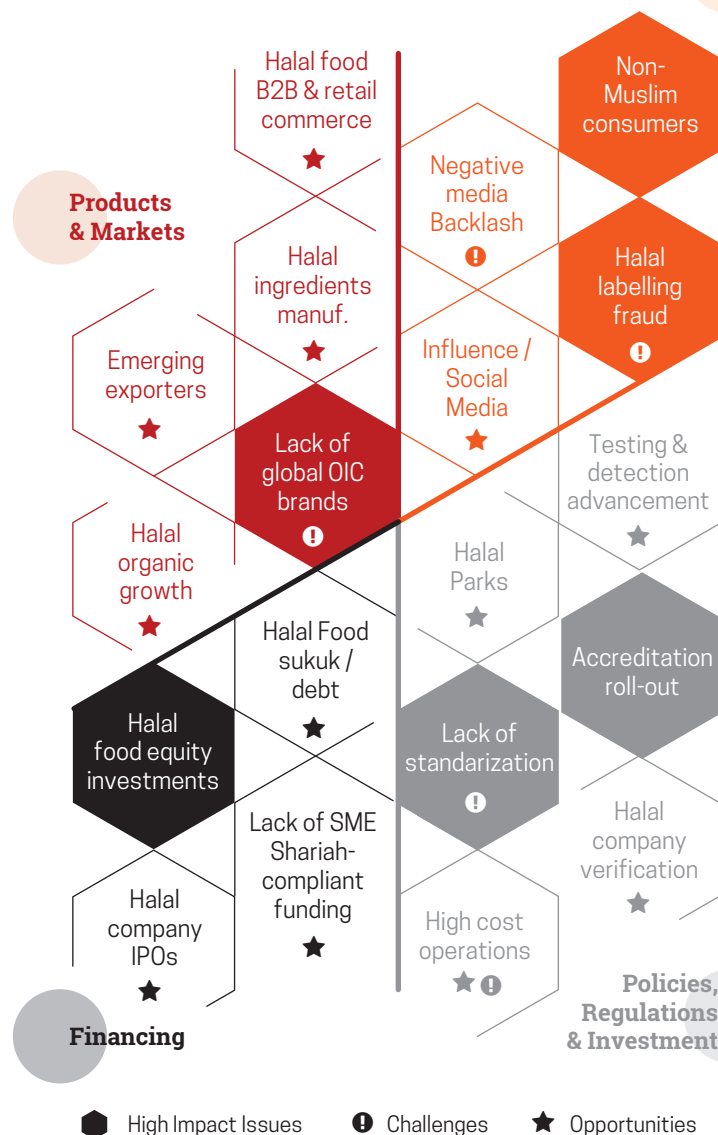 Halal food
B2B & retail
commerce
Non-
Muslim
consumers
Negative
media
Backlash
Products
& Markets
Halal
ingredients
manuf.
Halal
labelling
fraud
Emerging
exporters
Influence /
Social
Media
Lack of
global OIC
brands
Testing &
detection
advancement
Halal
organic
growth
Halal
Parks
Halal Food
sukuk /
debt
Accreditation
roll-out
Halal
food equity
investments
Lack of
standarization
Lack of SME
Shariah-
compliant
funding
Halal
company
verification
Halal
company
IPOs
High cost
operations
Policies,
Regulations
& Investment
Financing
High Impact Issues
Challenges
Opportunities